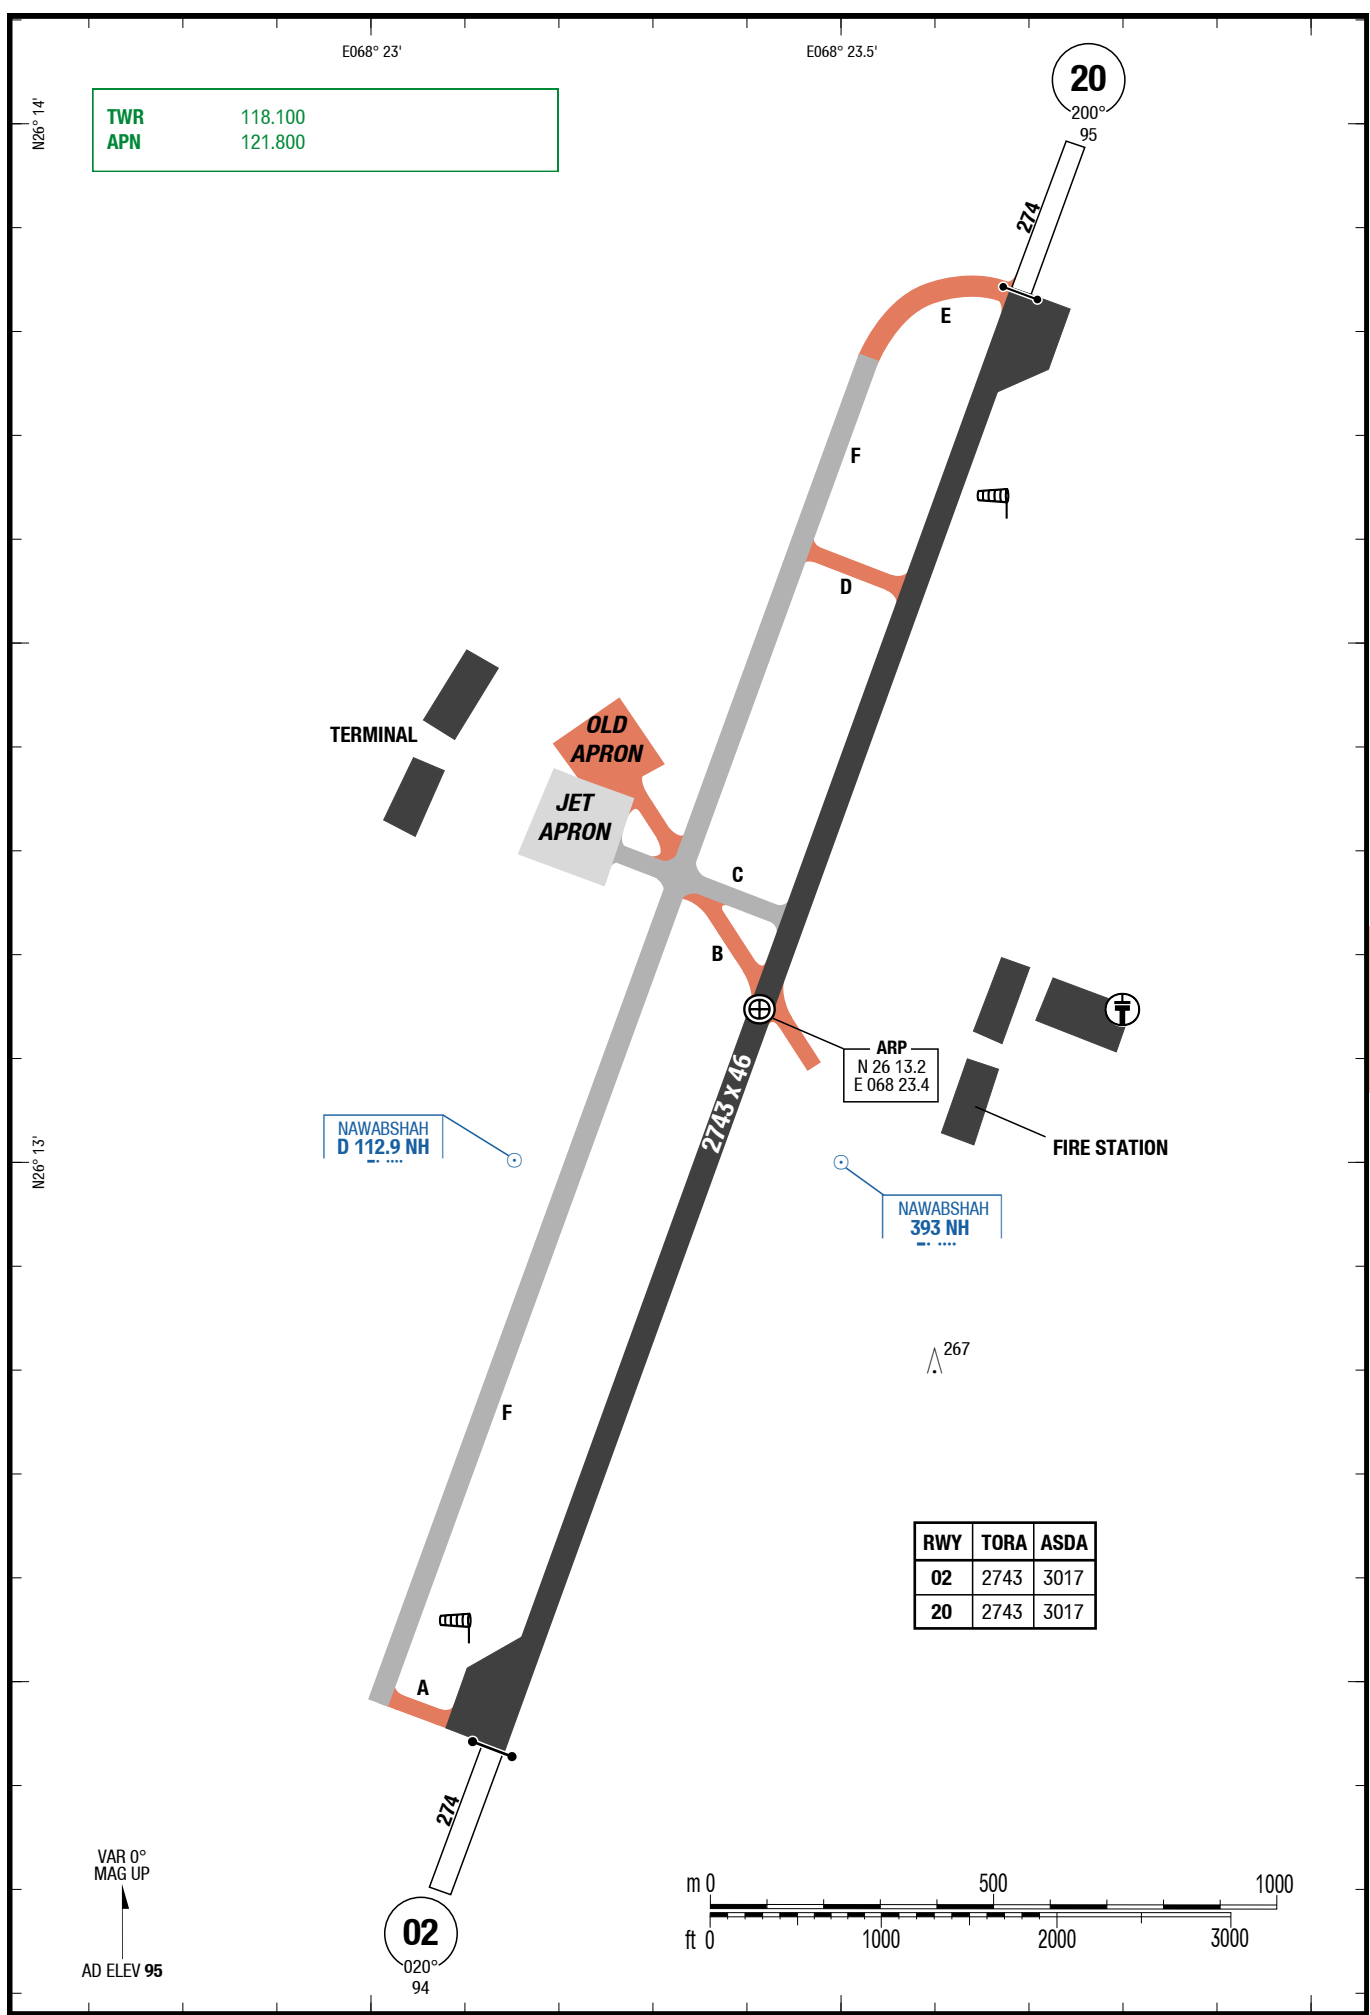 E068° 23'
E068° 23.5'
20
200°
95
N26° 14'
TWR 118.100
APN 121.800
274
E
F
D
TERMINAL
OLD
APRON
JET
APRON
C
B
ARP
N 26 13.2
E 068 23.4
2743 x 46
NAWABSHAH
D 112.9 NH
N26° 13'
FIRE STATION
NAWABSHAH
393 NH
267
F
RWY TORA ASDA
02 2743 3017
20 2743 3017
A
274
VAR 0°
MAG UP
m 0 500 1000
ft 0 1000 2000 3000
02
020°
94
AD ELEV 95